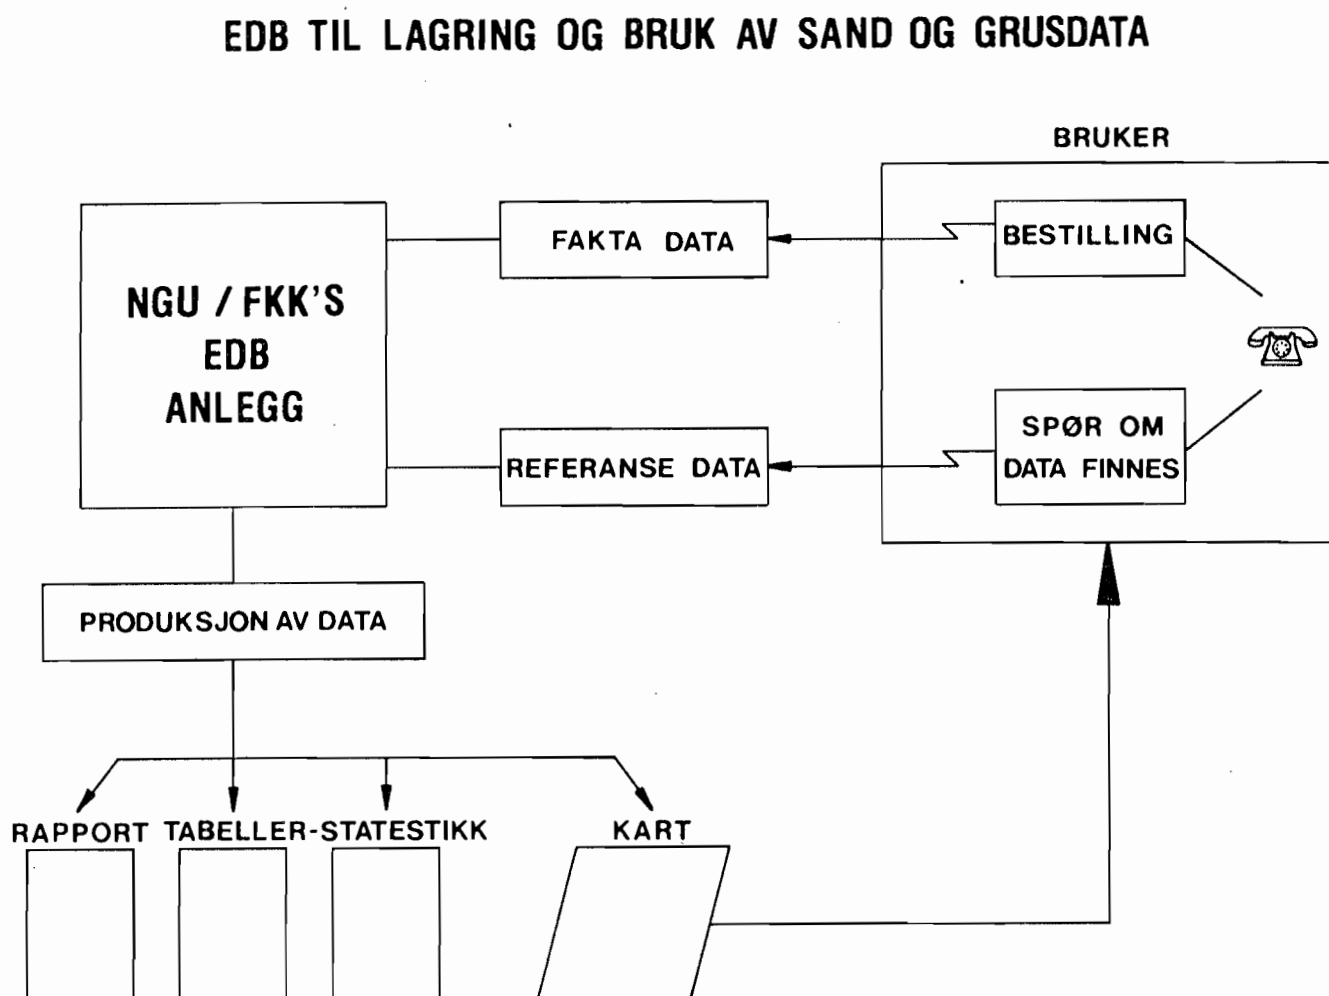 EDB TIL LAGRING OG BRUK AV SAND OG GRUSDATA
BRUKER
FAKTA DATA
BESTILLING
NGU / FKK'S
EDB
ANLEGG
REFERANSE DATA
SPØR OM
DATA FINNES
PRODUKSJON AV DATA
RAPPORT TABELLER-STATESTIKK KART